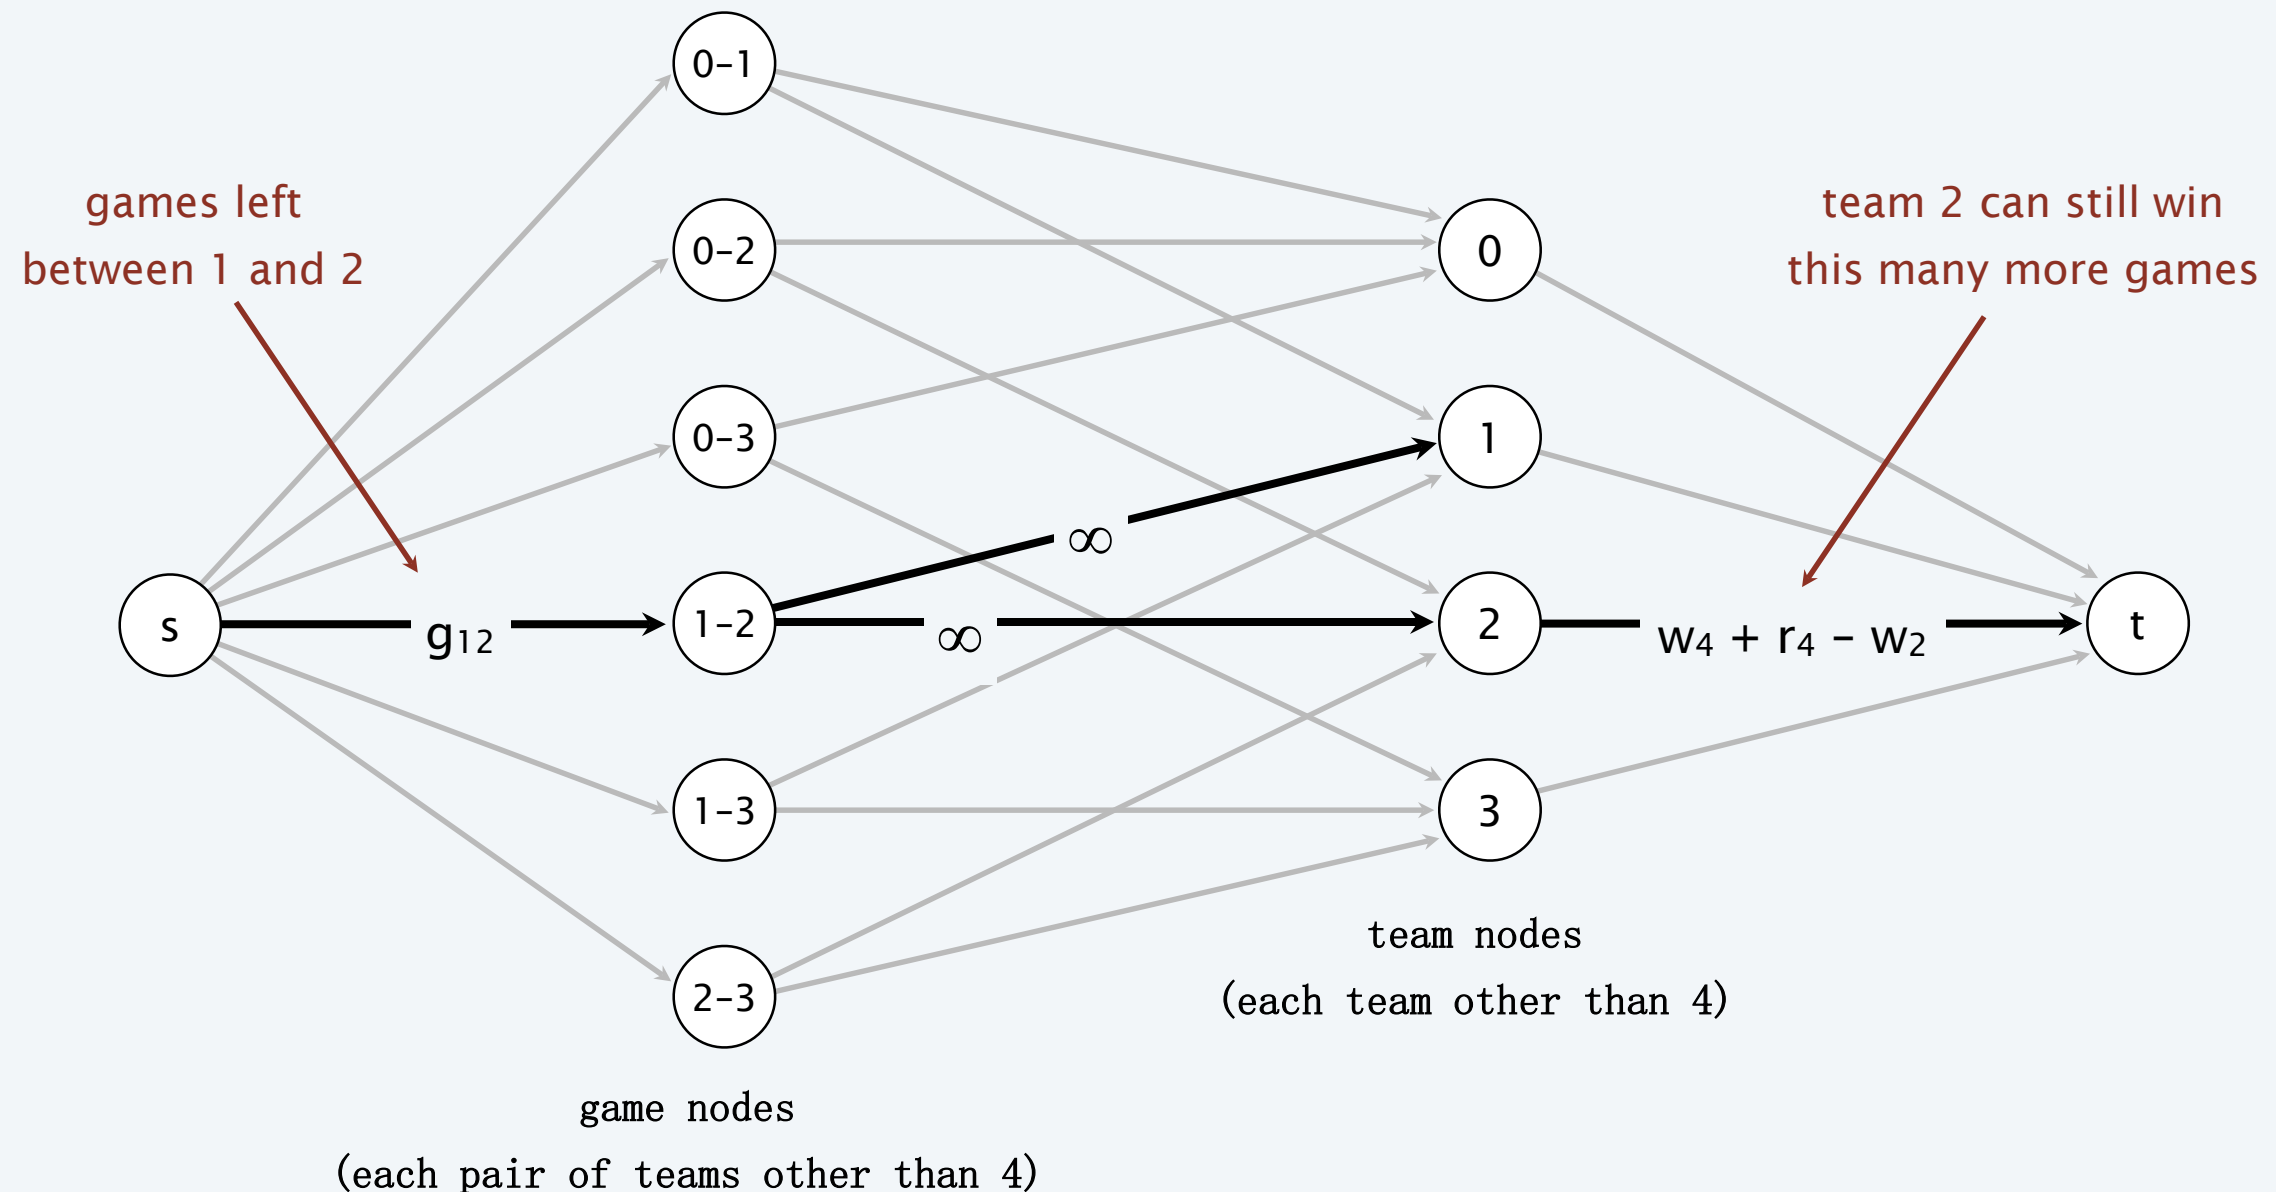 0–1
games left
between 1 and 2
team 2 can still win
this many more games
0–2
0
0–3
1
∞
s
g12
1–2
∞
2
w4 + r4 – w2
t
1–3
3
2–3
team nodes
(each team other than 4)
game nodes
(each pair of teams other than 4)